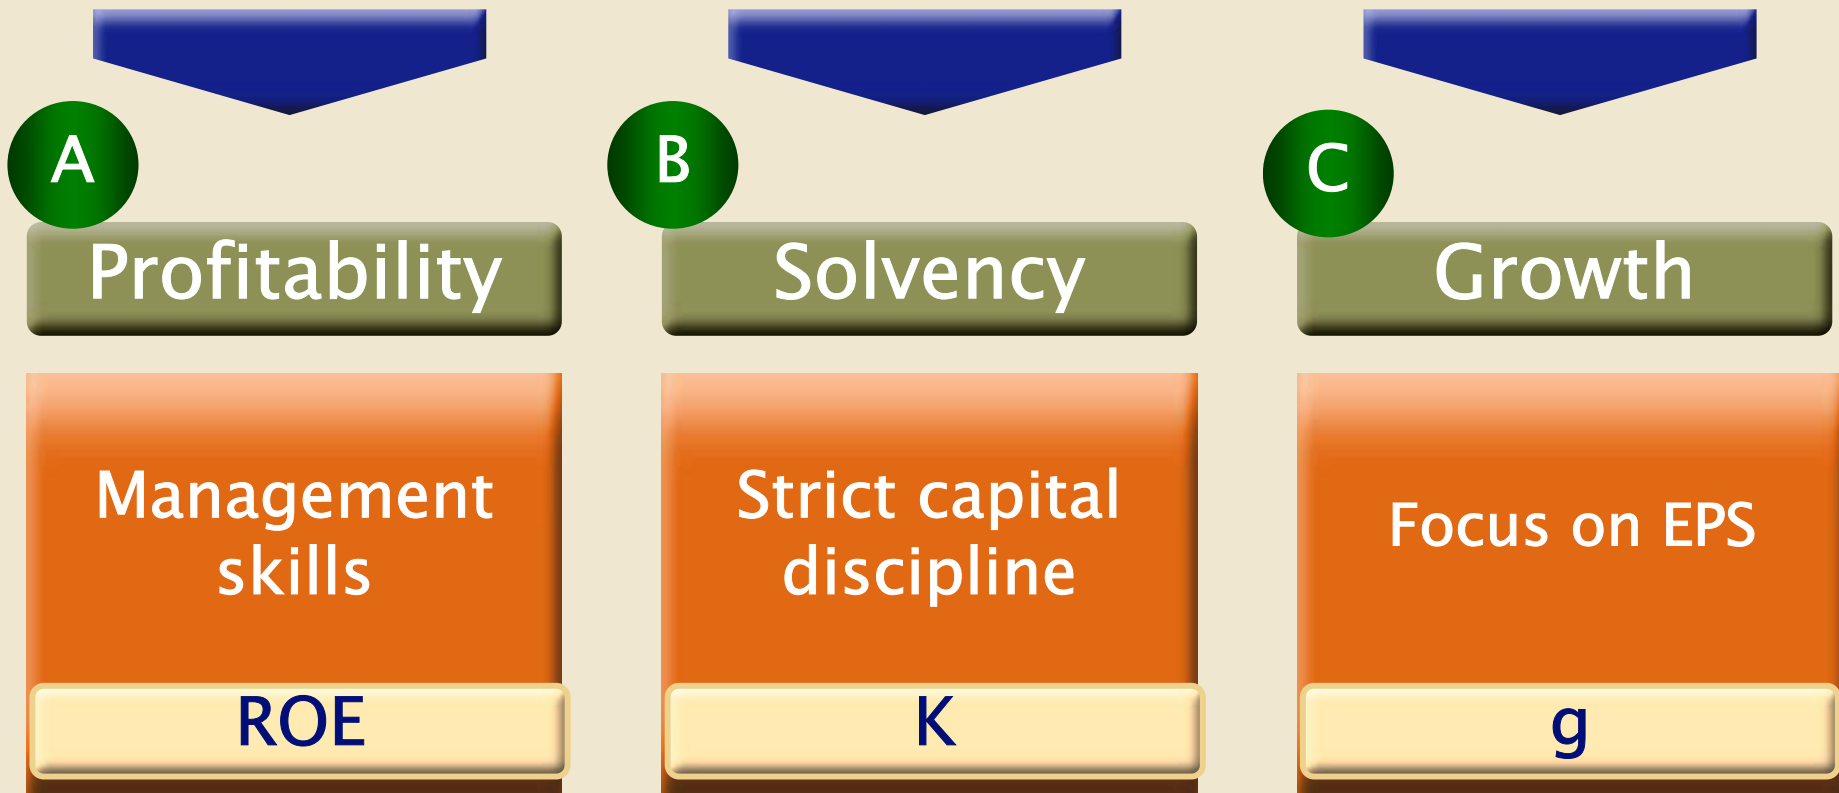 A
Profitability
Management
skills
ROE
B
Solvency
Strict capital
discipline
K
C
Growth
Focus on EPS
g